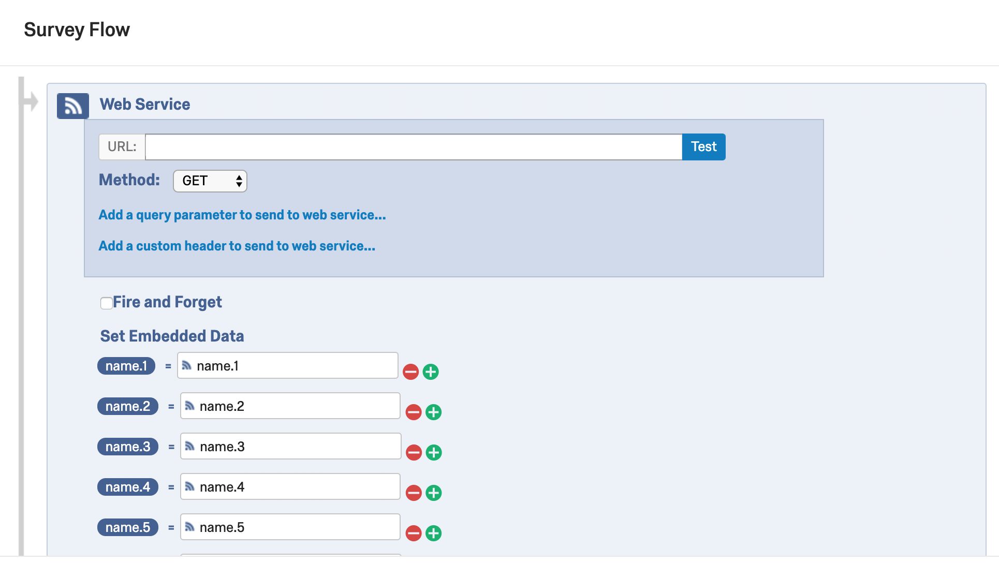 Survey Flow
Web Service
URL: Test
Method: GET
Add a query parameter to send to web service...
Add a custom header to send to web service...
Fire and Forget
Set Embedded Data
name.1 = name.1
name.2 = name.2
name.3 = name.3
name.4 = name.4
name.5 = name.5